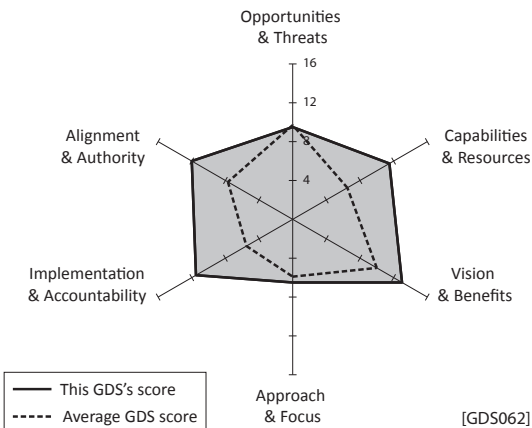 Opportunities
& Threats
16
12
8
4
Capabilities
& Resources
Vision
& Benefits
Approach
& Focus
Implementation
& Accountability
Alignment
& Authority
This GDS's score
Average GDS score
[GDS062]